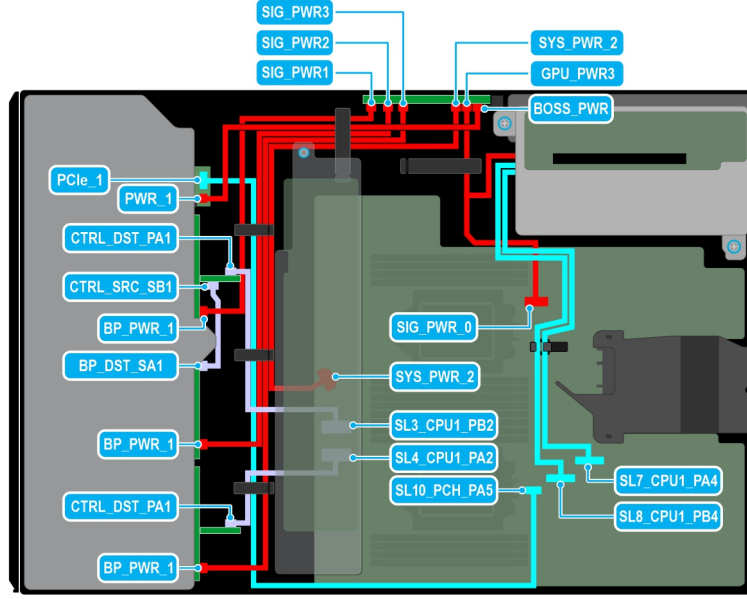 SIG_PWR3
SIG_PWR2
SYS_PWR_2
SIG_PWR1
GPU_PWR3
BOSS_PWR
PCIe_1
PWR_1
CTRL_DST_PA1
CTRL_SRC_SB1
BP_PWR_1
SIG_PWR_0
BP_DST_SA1
SYS_PWR_2
SL3_CPU1_PB2
BP_PWR_1
SL4_CPU1_PA2
SL7_CPU1_PA4
SL10_PCH_PA5
CTRL_DST_PA1
SL8_CPU1_PB4
BP_PWR_1